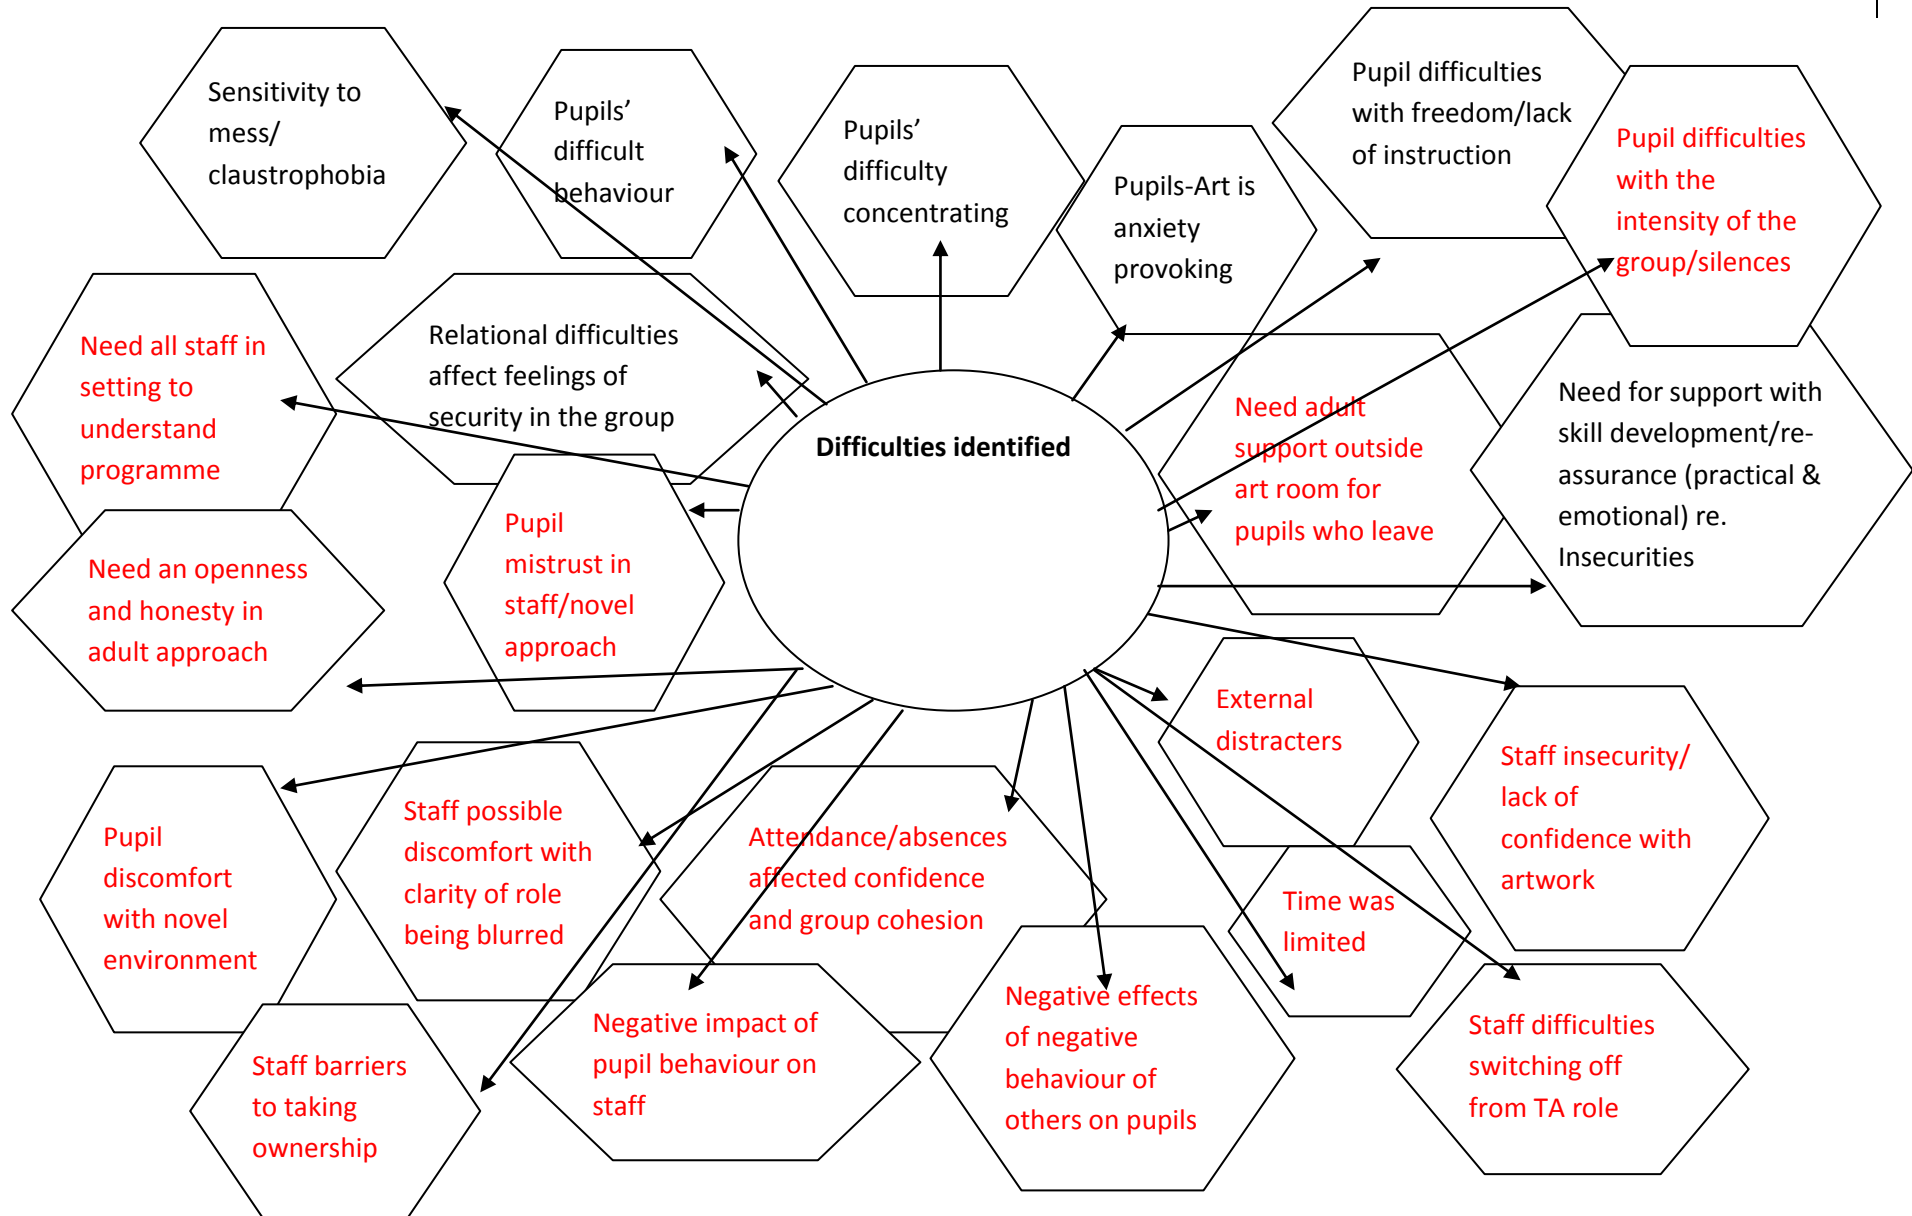 Sensitivity to
mess/
claustrophobia
Pupils’
difficult
behaviour
Pupils’
difficulty
concentrating
Pupils-Art is
anxiety
provoking
Pupil difficulties
with freedom/lack
of instruction
Pupil difficulties
with the
intensity of the
group/silences
Need all staff in
setting to
understand
programme
Relational difficulties
affect feelings of
security in the group
Difficulties identified
Need adult
support outside
art room for
pupils who leave
Need for support with
skill development/re-
assurance (practical &
emotional) re.
Insecurities
Need an openness
and honesty in
adult approach
Pupil
mistrust in
staff/novel
approach
External
distracters
Staff insecurity/
lack of
confidence with
artwork
Pupil
discomfort
with novel
environment
Staff possible
discomfort with
clarity of role
being blurred
Attendance/absences
affected confidence
and group cohesion
Time was
limited
Staff barriers
to taking
ownership
Negative impact of
pupil behaviour on
staff
Negative effects
of negative
behaviour of
others on pupils
Staff difficulties
switching off
from TA role